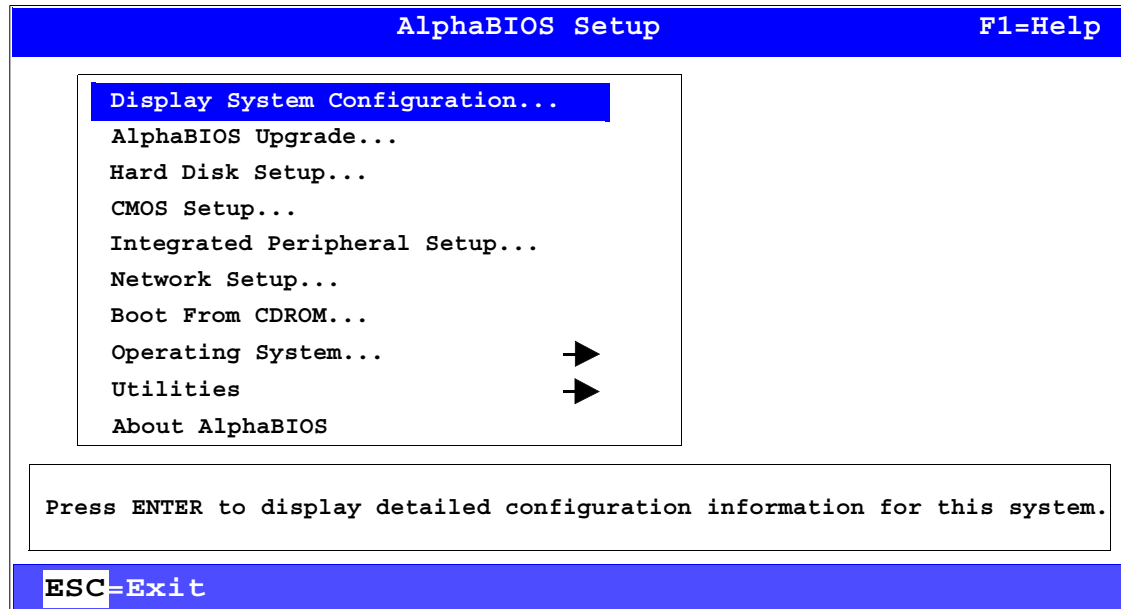 AlphaBIOS Setup F1=Help
Display System Configuration...
AlphaBIOS Upgrade...
Hard Disk Setup...
CMOS Setup...
Integrated Peripheral Setup...
Network Setup...
Boot From CDROM...
Operating System...
Utilities
About AlphaBIOS
Press ENTER to display detailed configuration information for this system.
ESC=Exit